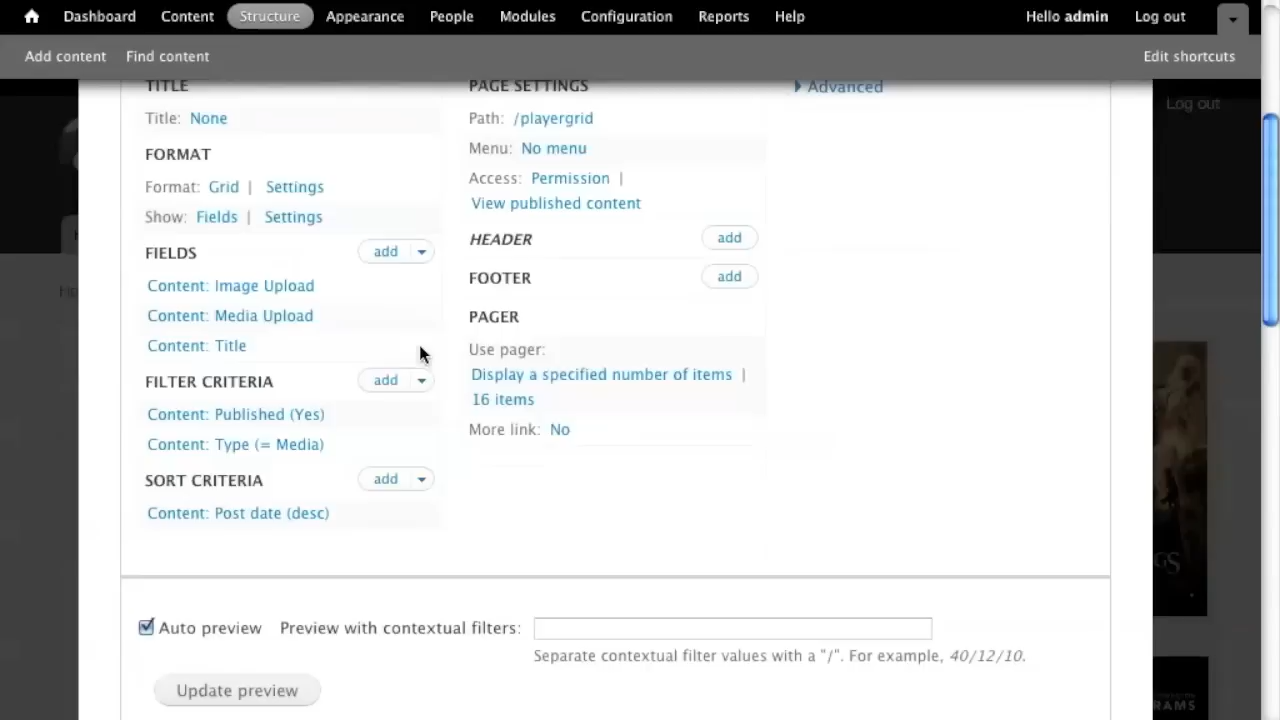 Dashboard Content Structure Appearance People Modules Configuration Reports Help Hello admin Log out
Add content Find content Edit shortcuts
Log out
TITLE
Title: None
FORMAT
Format: Grid | Settings
Show: Fields | Settings
FIELDS add
Content: Image Upload
Content: Media Upload
Content: Title
FILTER CRITERIA add
Content: Published (Yes)
Content: Type (= Media)
SORT CRITERIA add
Content: Post date (desc)
PAGE SETTINGS
Path: /playergrid
Menu: No menu
Access: Permission |
View published content
HEADER add
FOOTER add
PAGER
Use pager:
Display a specified number of items |
16 items
More link: No
Advanced
Auto preview Preview with contextual filters:
Separate contextual filter values with a "/". For example, 40/12/10.
Update preview